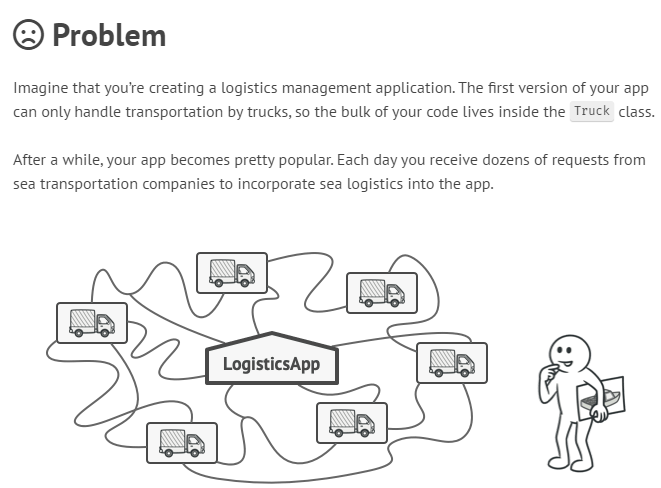 Problem
Imagine that you're creating a logistics management application. The first version of your app
can only handle transportation by trucks, so the bulk of your code lives inside the Truck class.
After a while, your app becomes pretty popular. Each day you receive dozens of requests from
sea transportation companies to incorporate sea logistics into the app.
LogisticsApp